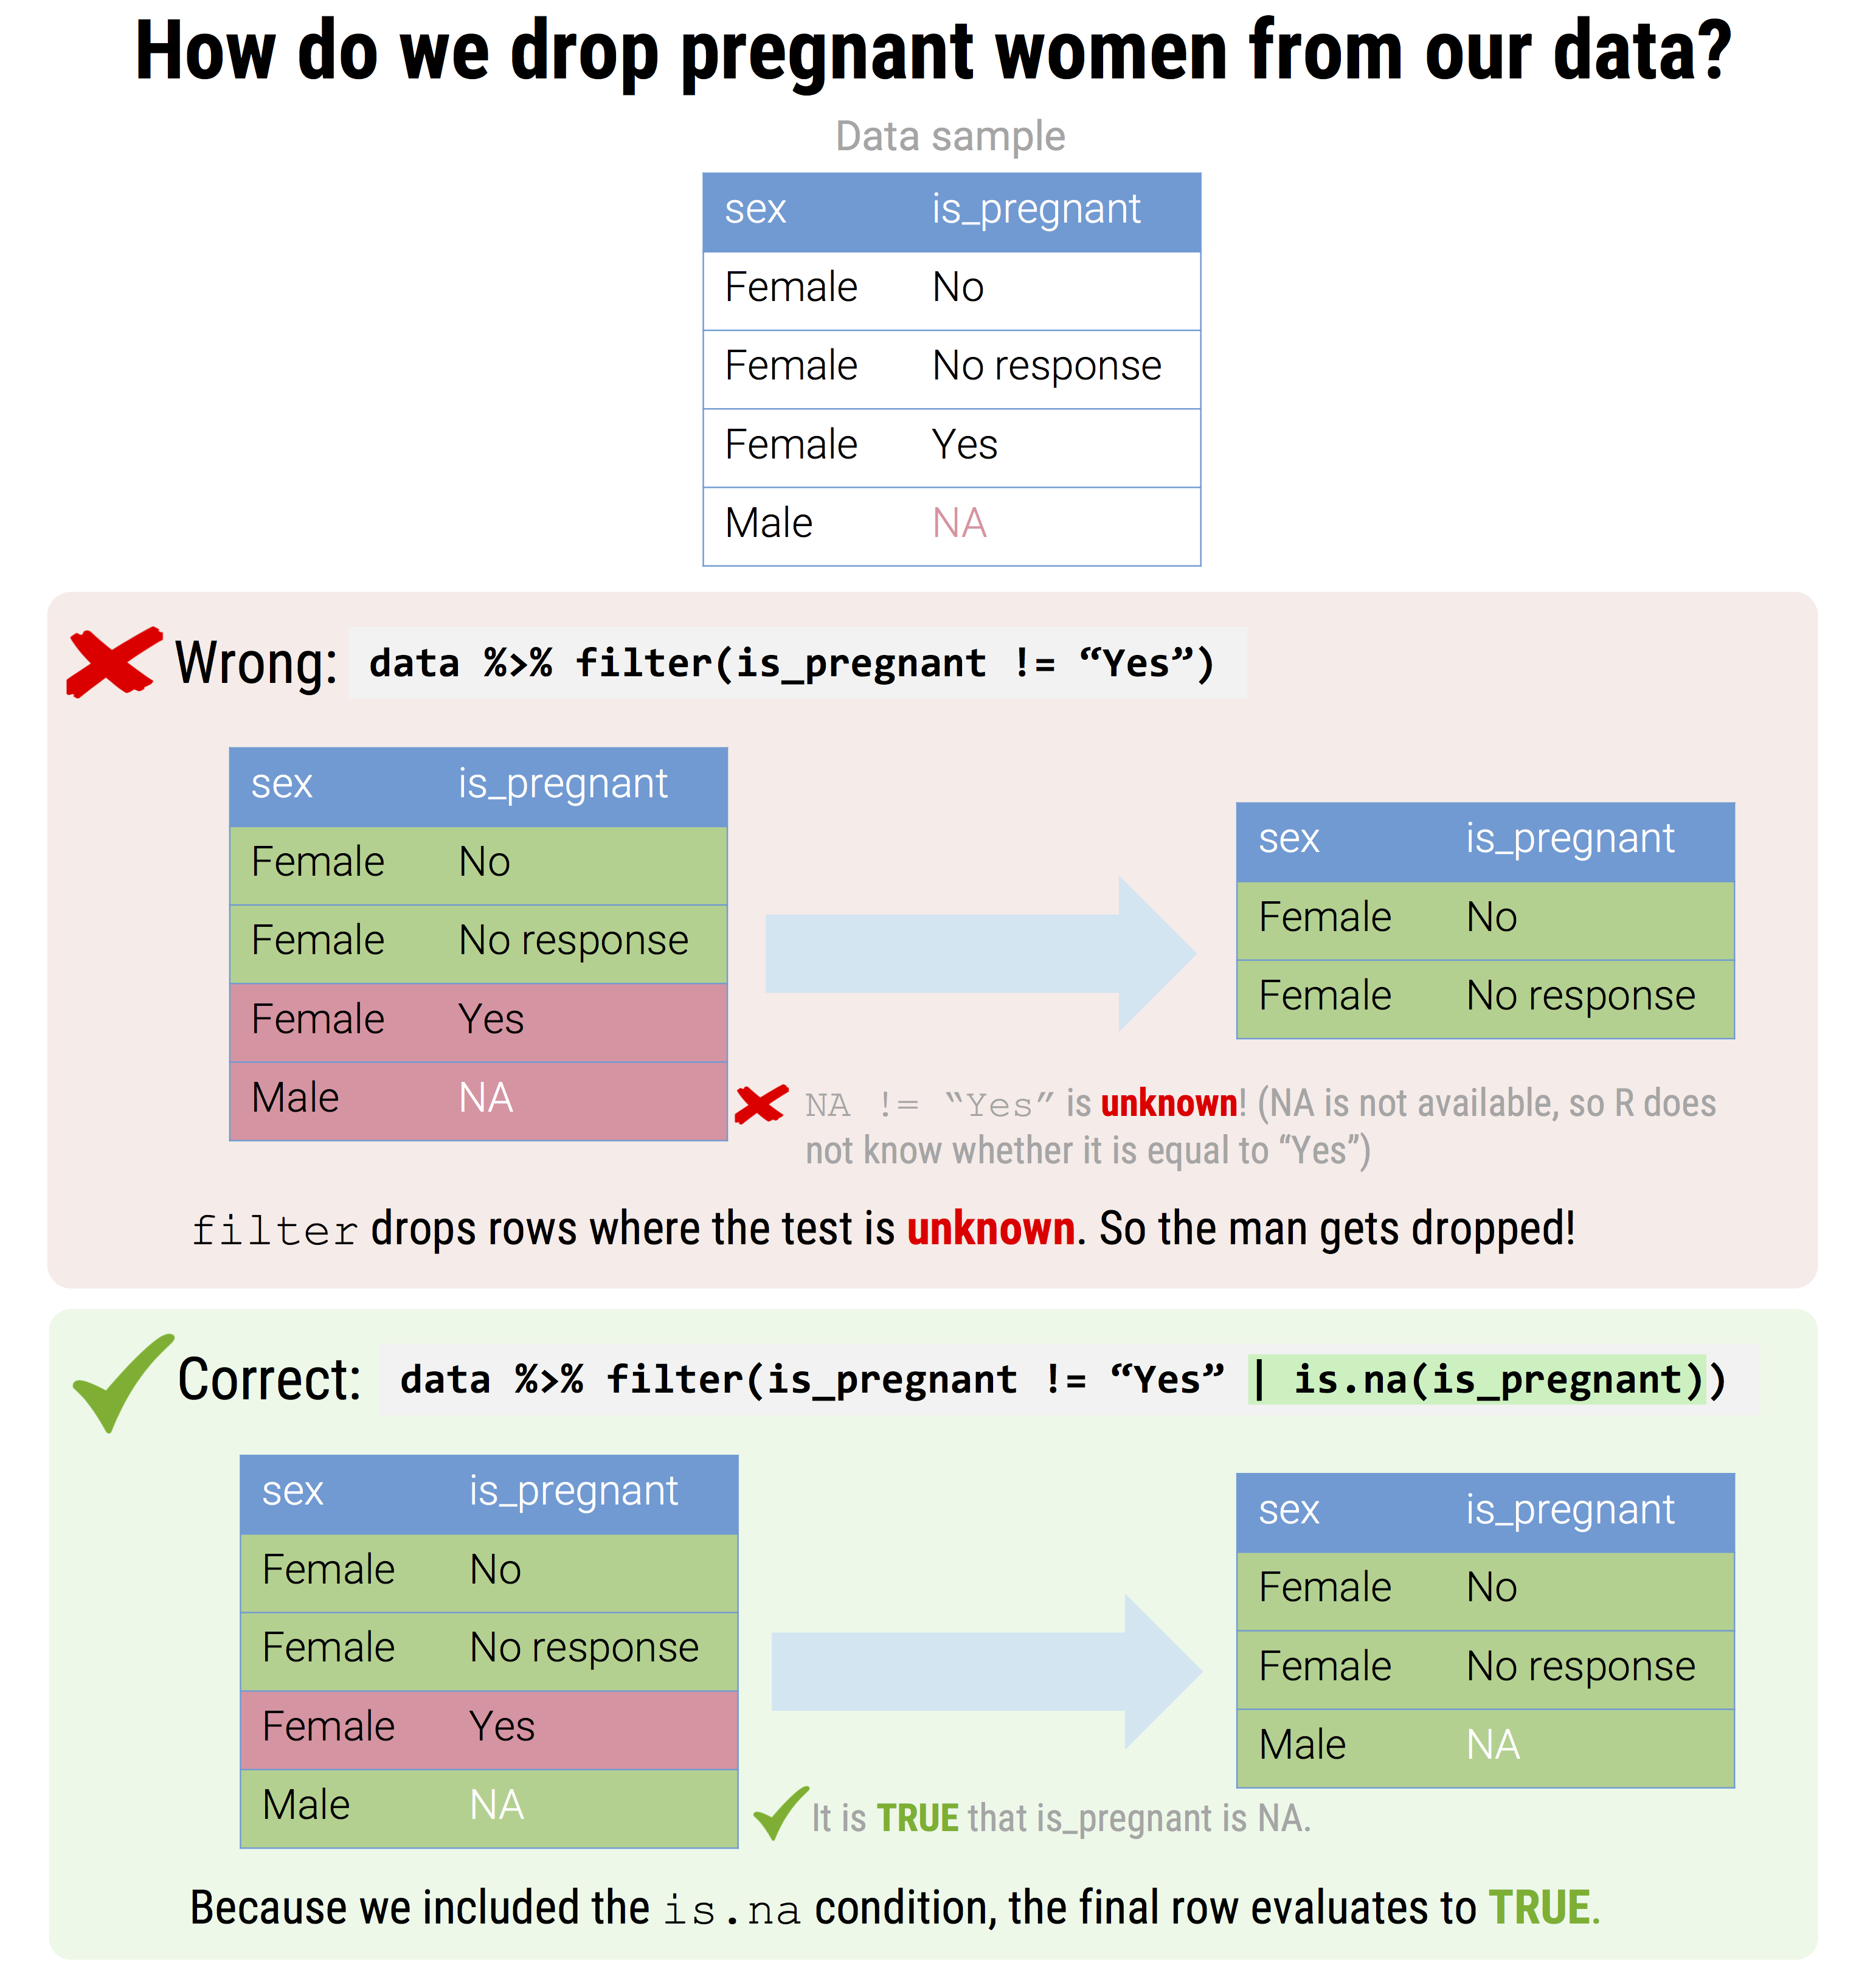 How do we drop pregnant women from our data?
Data sample
sex is_pregnant
Female No
Female No response
Female Yes
Male NA
Wrong: data %>% filter(is_pregnant != “Yes”)
sex is_pregnant
Female No
Female No response
Female Yes
Male NA
sex is_pregnant
Female No
Female No response
NA != “Yes” is unknown! (NA is not available, so R does
not know whether it is equal to “Yes”)
filter drops rows where the test is unknown. So the man gets dropped!
Correct: data %>% filter(is_pregnant != “Yes” | is.na(is_pregnant))
sex is_pregnant
Female No
Female No response
Female Yes
Male NA
sex is_pregnant
Female No
Female No response
Male NA
It is TRUE that is_pregnant is NA.
Because we included the is.na condition, the final row evaluates to TRUE.